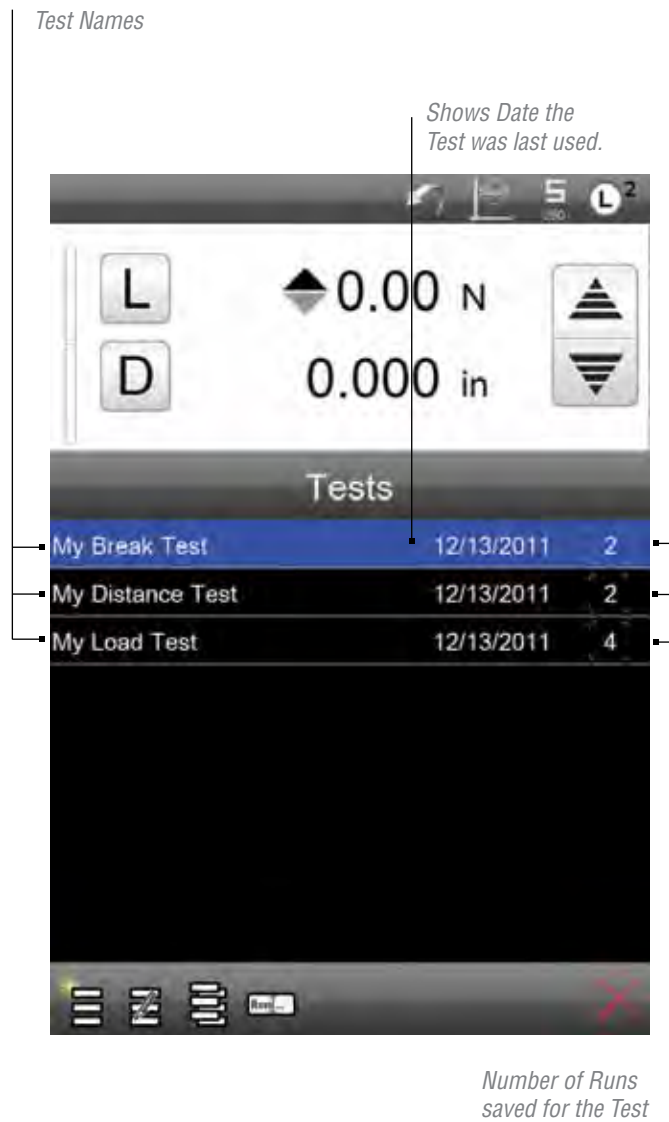 Test Names
Shows Date the
Test was last used.
S L 2
L 0.00 N
D 0.000 in
Tests
My Break Test 12/13/2011 2
My Distance Test 12/13/2011 2
My Load Test 12/13/2011 4
Number of Runs
saved for the Test